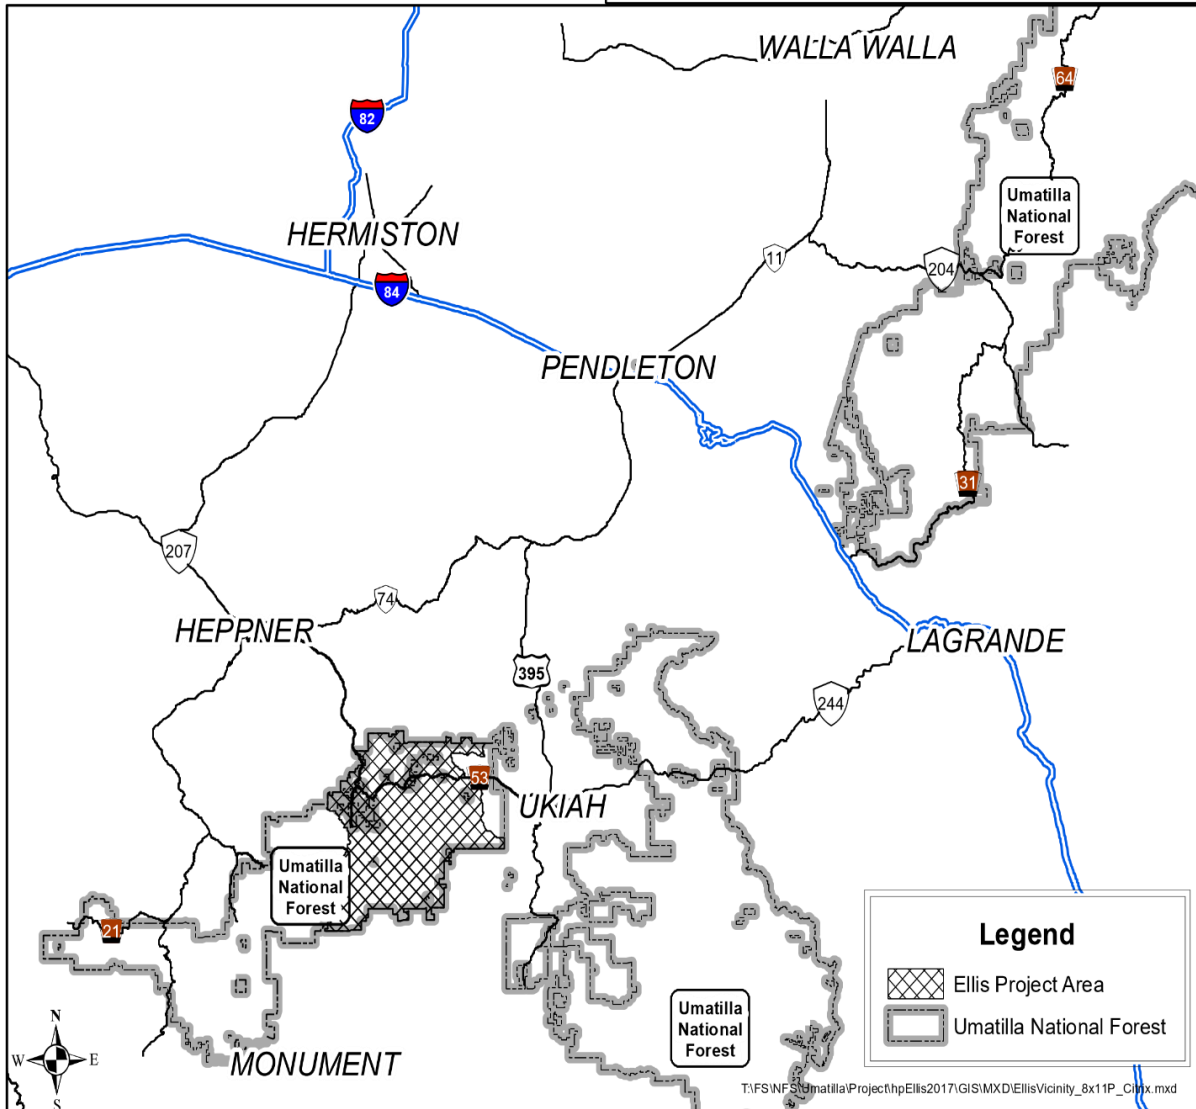 WALLA WALLA
64
82
Umatilla
National
Forest
HERMISTON
11
204
84
PENDLETON
31
207
74
HEPPNER
LAGRANDE
395
244
53
UKIAH
Umatilla
National
Forest
21
Legend
Ellis Project Area
Umatilla National Forest
Umatilla
National
Forest
N
W
E
S
MONUMENT
T:\FS\NFS\Umatilla\Project\hpEllis2017\GIS\MXD\EllisVicinity_8x11P_Citrix.mxd